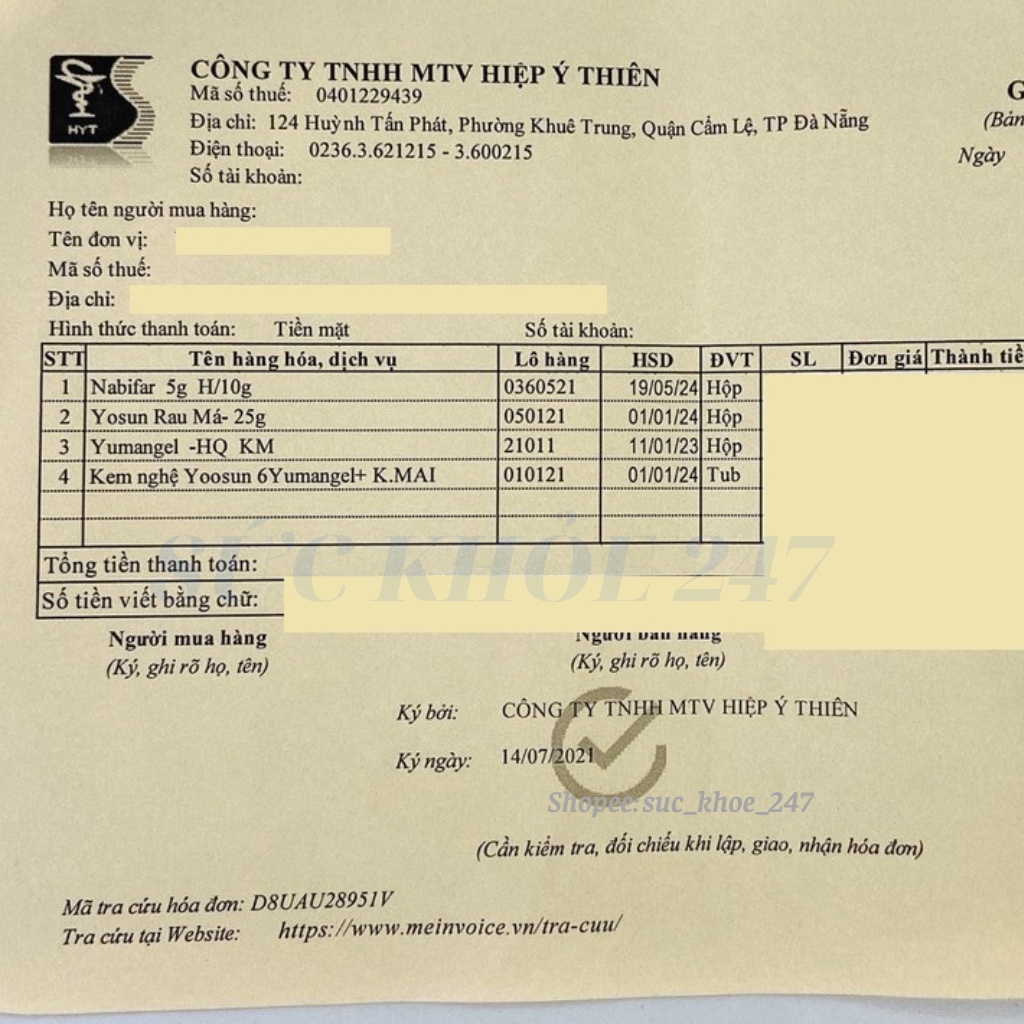 HYT
CÔNG TY TNHH MTV HIỆP Ý THIÊN
Mã số thuế: 0401229439
Địa chỉ: 124 Huỳnh Tấn Phát, Phường Khuê Trung, Quận Cẩm Lệ, TP Đà Nẵng
Điện thoại: 0236.3.621215 - 3.600215
Số tài khoản:
G
(Bản
Ngày
Họ tên người mua hàng:
Tên đơn vị:
Mã số thuế:
Địa chỉ:
Hình thức thanh toán: Tiền mặt Số tài khoản:
STT Tên hàng hóa, dịch vụ Lô hàng HSD ĐVT SL Đơn giá Thành tiề
1 Nabifar 5g H/10g 0360521 19/05/24 Hộp
2 Yosun Rau Má- 25g 050121 01/01/24 Hộp
3 Yumangel -HQ KM 21011 11/01/23 Hộp
4 Kem nghệ Yoosun 6Yumangel+ K.MAI 010121 01/01/24 Tub
SỨC KHỎE 247
Tổng tiền thanh toán:
Số tiền viết bằng chữ:
Người mua hàng Người bán hàng
(Ký, ghi rõ họ, tên) (Ký, ghi rõ họ, tên)
Ký bởi: CÔNG TY TNHH MTV HIỆP Ý THIÊN
Ký ngày: 14/07/2021
Shopee: suc_khoe_247
(Cần kiểm tra, đối chiếu khi lập, giao, nhận hóa đơn)
Mã tra cứu hóa đơn: D8UAU28951V
Tra cứu tại Website: https://www.meinvoice.vn/tra-cuu/